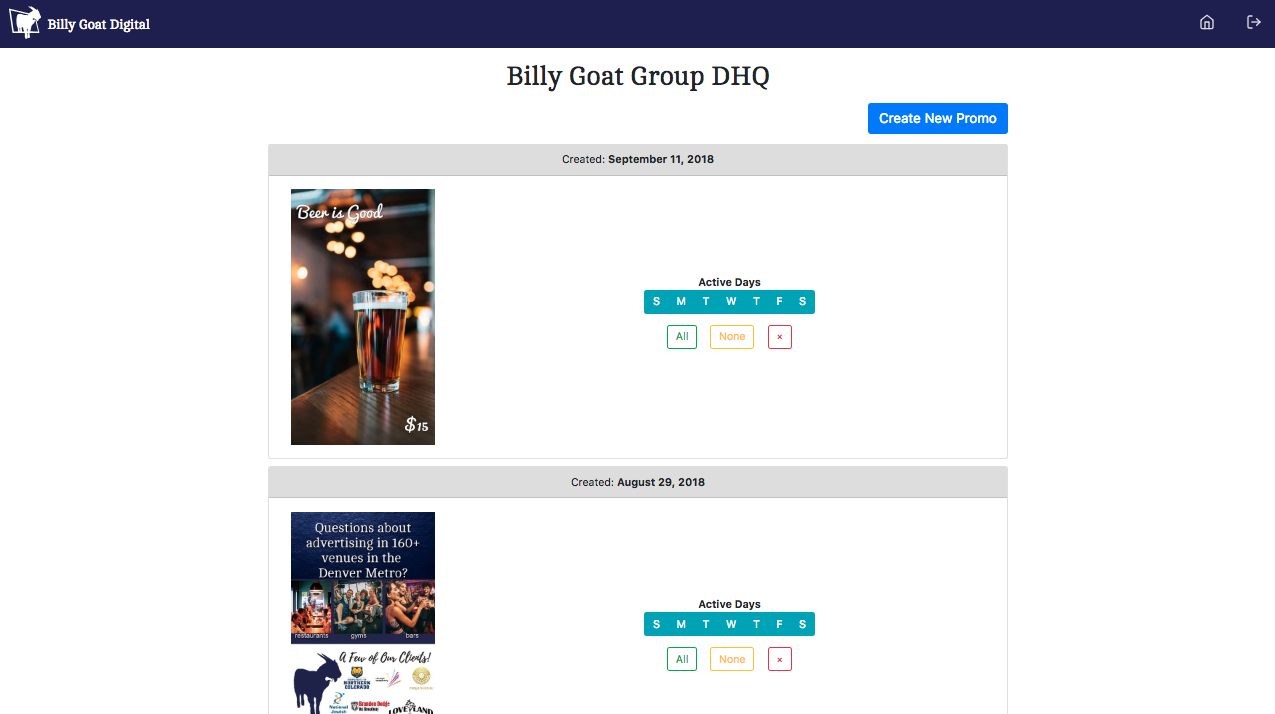 Billy Goat Digital
Billy Goat Group DHQ
Create New Promo
Created: September 11, 2018
Beer is Good
$15
Active Days
S M T W T F S
All None ×
Created: August 29, 2018
Questions about
advertising in 160+
venues in the
Denver Metro?
restaurants gyms bars
A Few of Our Clients!
NORTHERN
COLORADO
National
Jewish
Brandon Dodge
LOVELAND
Active Days
S M T W T F S
All None ×